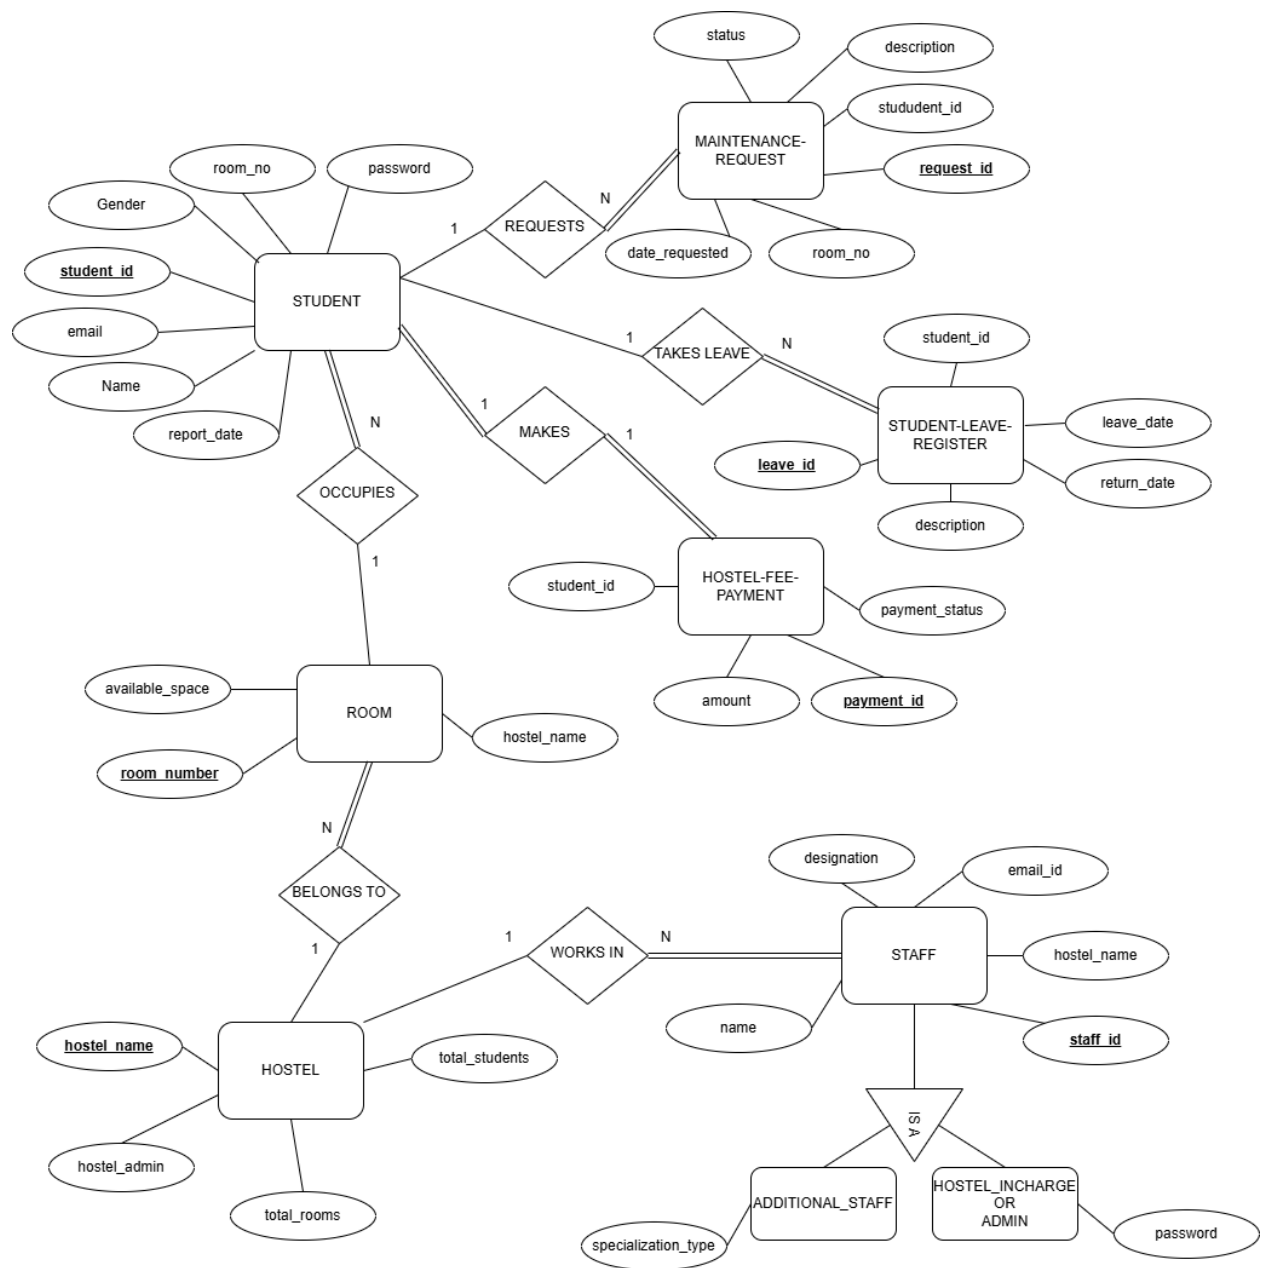 status
description
stududent_id
MAINTENANCE-
REQUEST
request_id
room_no
password
Gender
REQUESTS
1
N
date_requested
room_no
student_id
STUDENT
email
Name
report_date
1
TAKES LEAVE
N
student_id
leave_date
STUDENT-LEAVE-
REGISTER
leave_id
return_date
description
N
1
MAKES
1
OCCUPIES
1
HOSTEL-FEE-
PAYMENT
student_id
payment_status
amount
payment_id
available_space
ROOM
hostel_name
room_number
N
BELONGS TO
1
1
WORKS IN
N
designation
email_id
STAFF
hostel_name
name
staff_id
hostel_name
HOSTEL
total_students
hostel_admin
total_rooms
IS A
ADDITIONAL_STAFF
HOSTEL_INCHARGE
OR
ADMIN
specialization_type
password